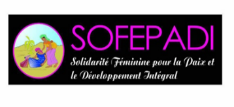 SOFEPADI
Solidarité Féminine pour la Paix et
le Développement Intégral